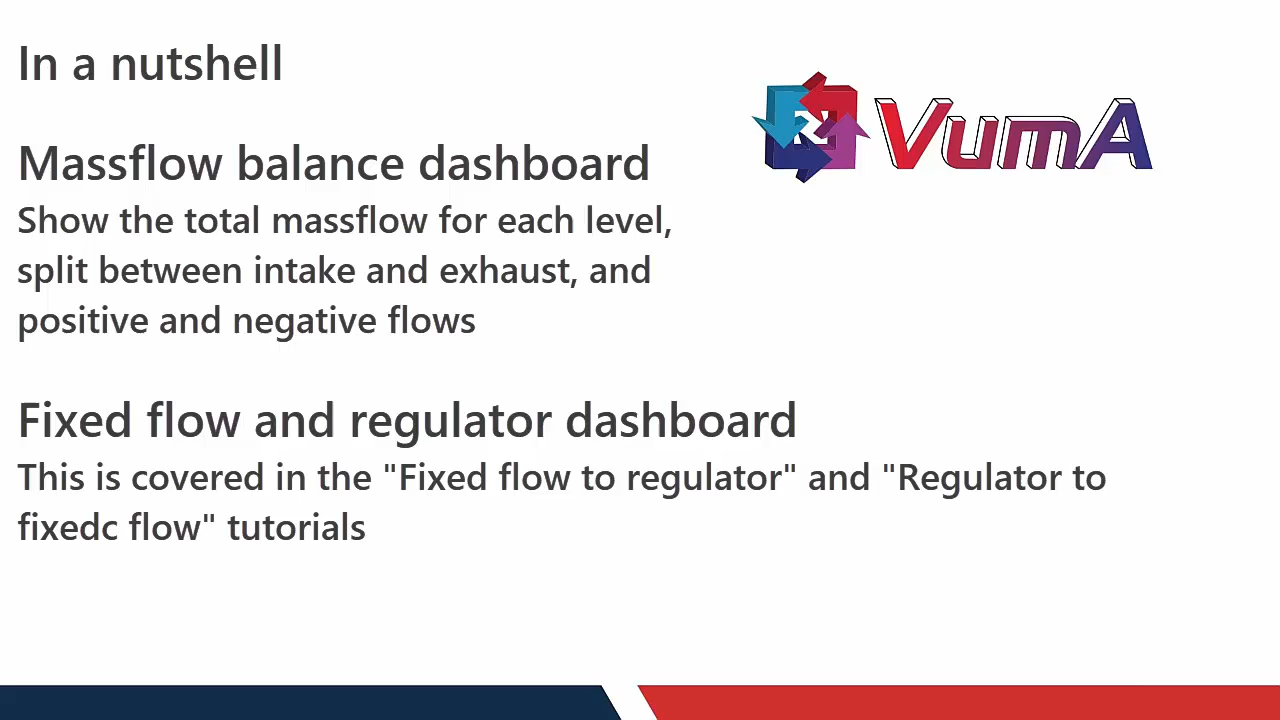 In a nutshell
VumA
Massflow balance dashboard
Show the total massflow for each level,
split between intake and exhaust, and
positive and negative flows
Fixed flow and regulator dashboard
This is covered in the "Fixed flow to regulator" and "Regulator to
fixedc flow" tutorials